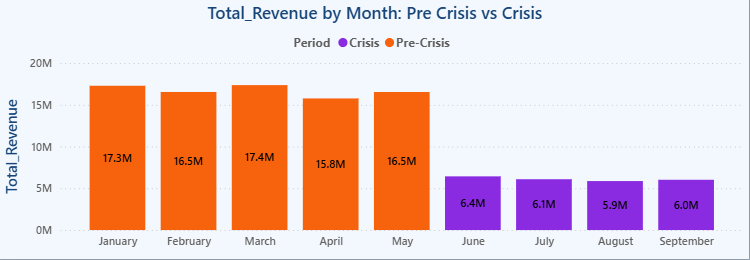 Total_Revenue by Month: Pre Crisis vs Crisis
Period Crisis Pre-Crisis
Total_Revenue
20M
15M
10M
5M
0M
17.3M 16.5M 17.4M 15.8M 16.5M 6.4M 6.1M 5.9M 6.0M
January February March April May June July August September